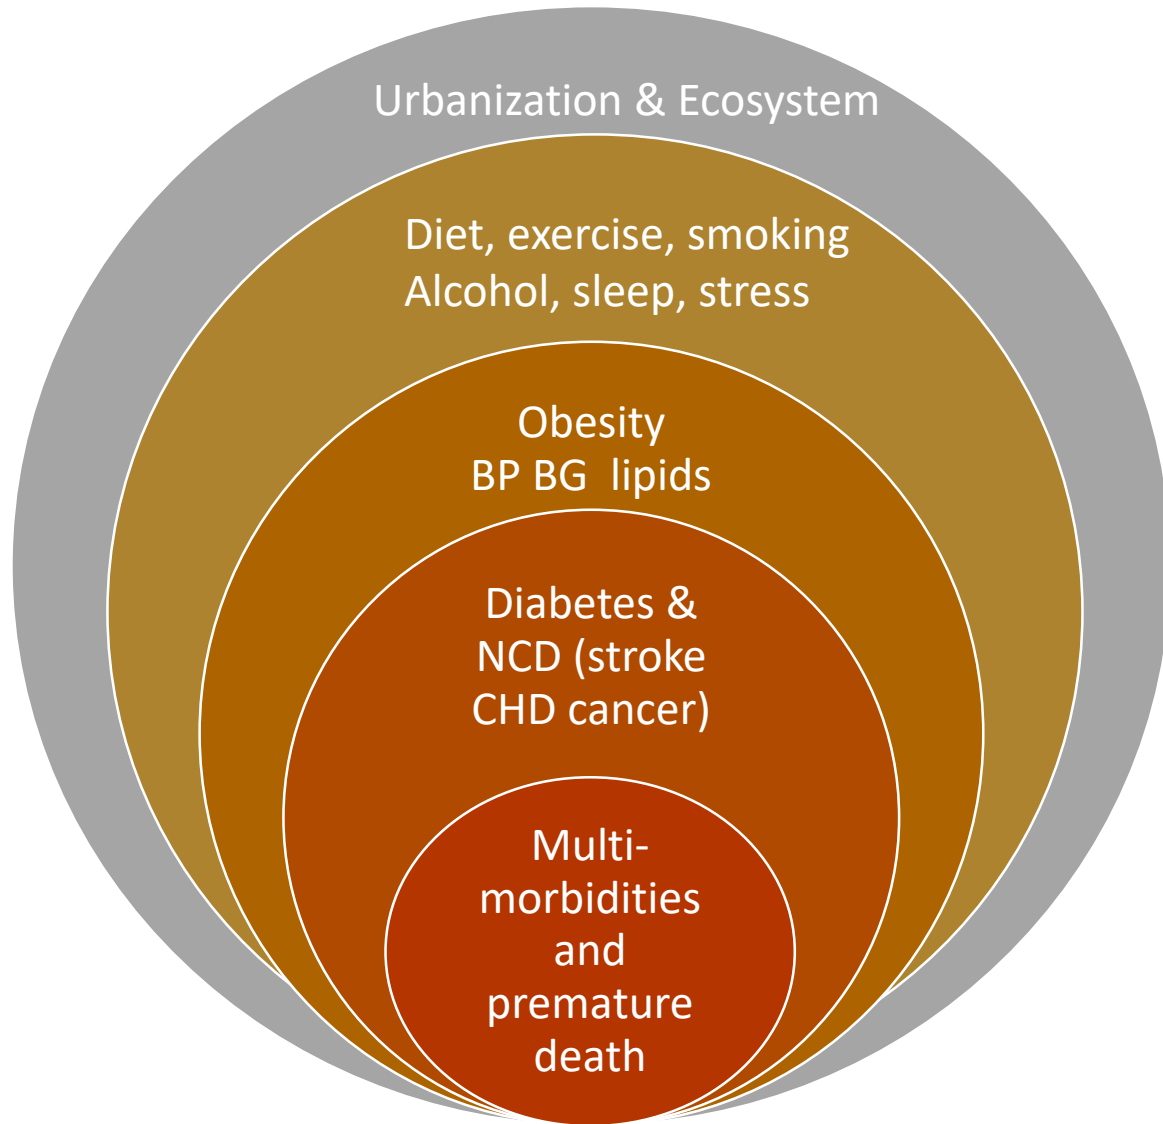 Urbanization & Ecosystem
Diet, exercise, smoking
Alcohol, sleep, stress
Obesity
BP BG lipids
Diabetes &
NCD (stroke
CHD cancer)
Multi-
morbidities
and
premature
death